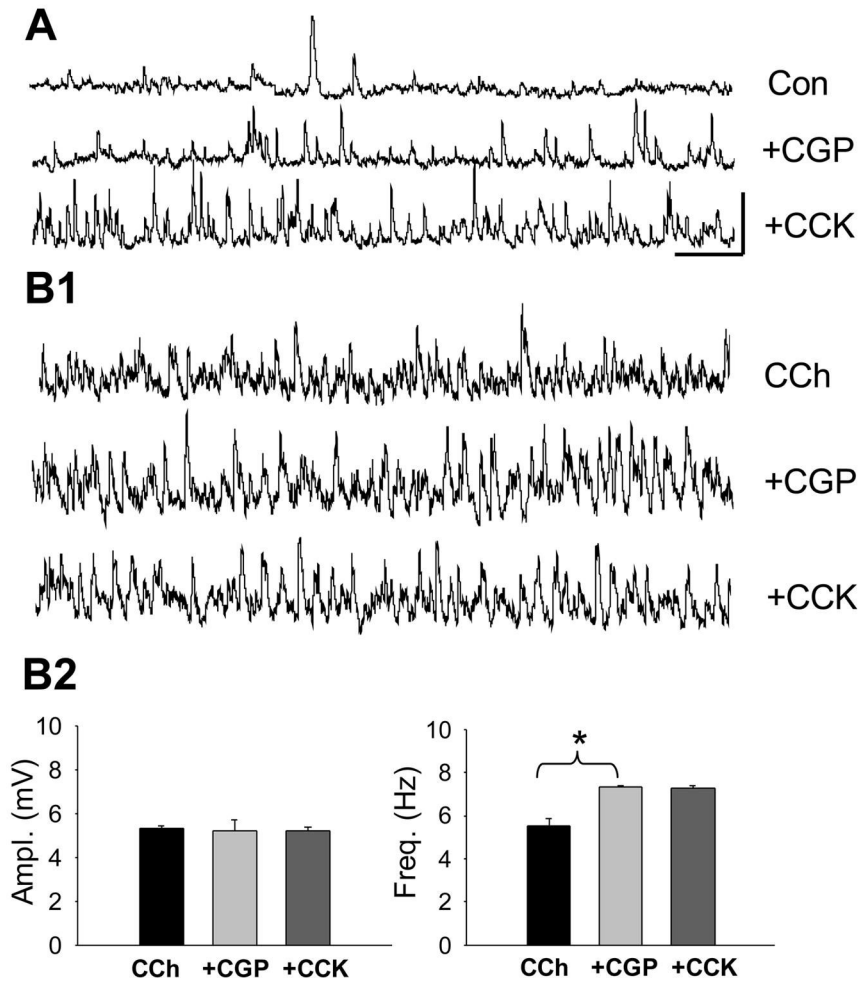 A
Con
+CGP
+CCK
B1
CCh
+CGP
+CCK
B2
Ampl. (mV)
10
8
6
4
2
0
CCh +CGP +CCK
Freq. (Hz)
10
8
6
4
2
0
*
CCh +CGP +CCK